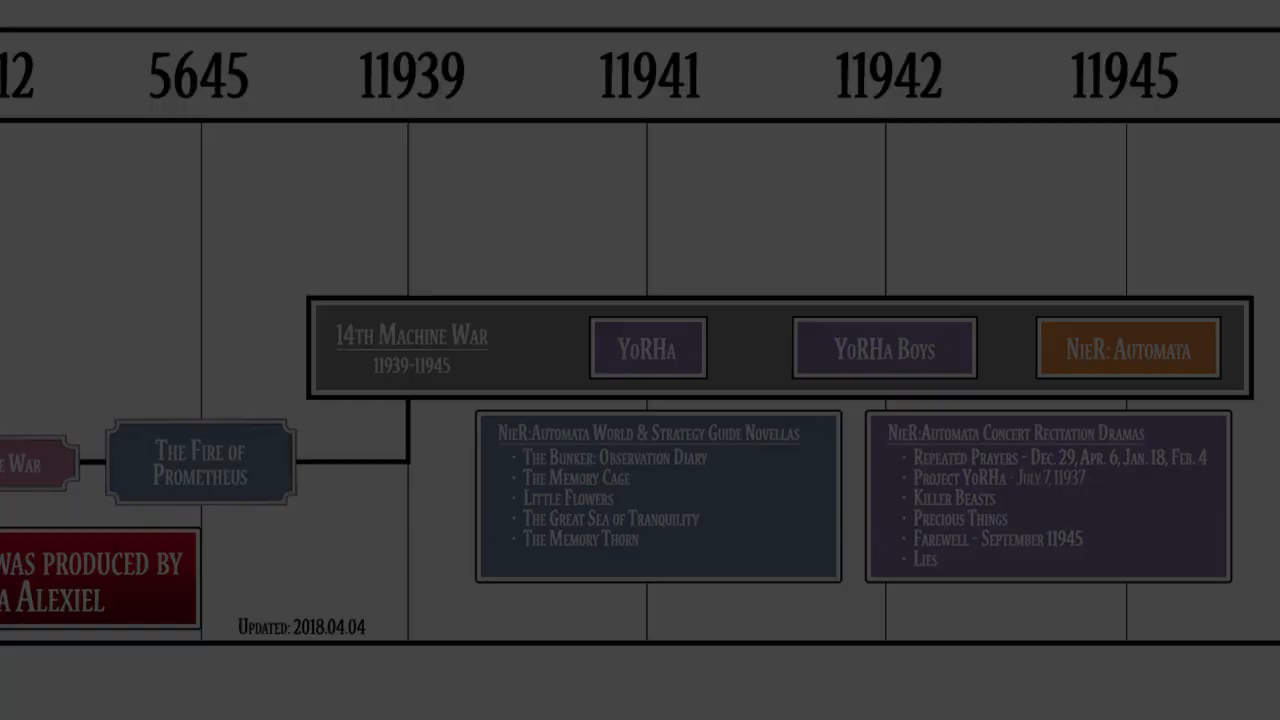 12 5645 11939 11941 11942 11945
14th Machine War
11939-11945
YoRHa
YoRHa Boys
NieR: Automata
e War
The Fire of
Prometheus
NieR:Automata World & Strategy Guide Novellas
· The Bunker: Observation Diary
· The Memory Cage
· Little Flowers
· The Great Sea of Tranquility
· The Memory Thorn
NieR:Automata Concert Recitation Dramas
· Repeated Prayers - Dec. 29, Apr. 6, Jan. 18, Feb. 4
· Project YoRHa - July 7, 11937
· Killer Beasts
· Precious Things
· Farewell - September 11945
· Lies
was produced by
a Alexiel
Updated: 2018.04.04